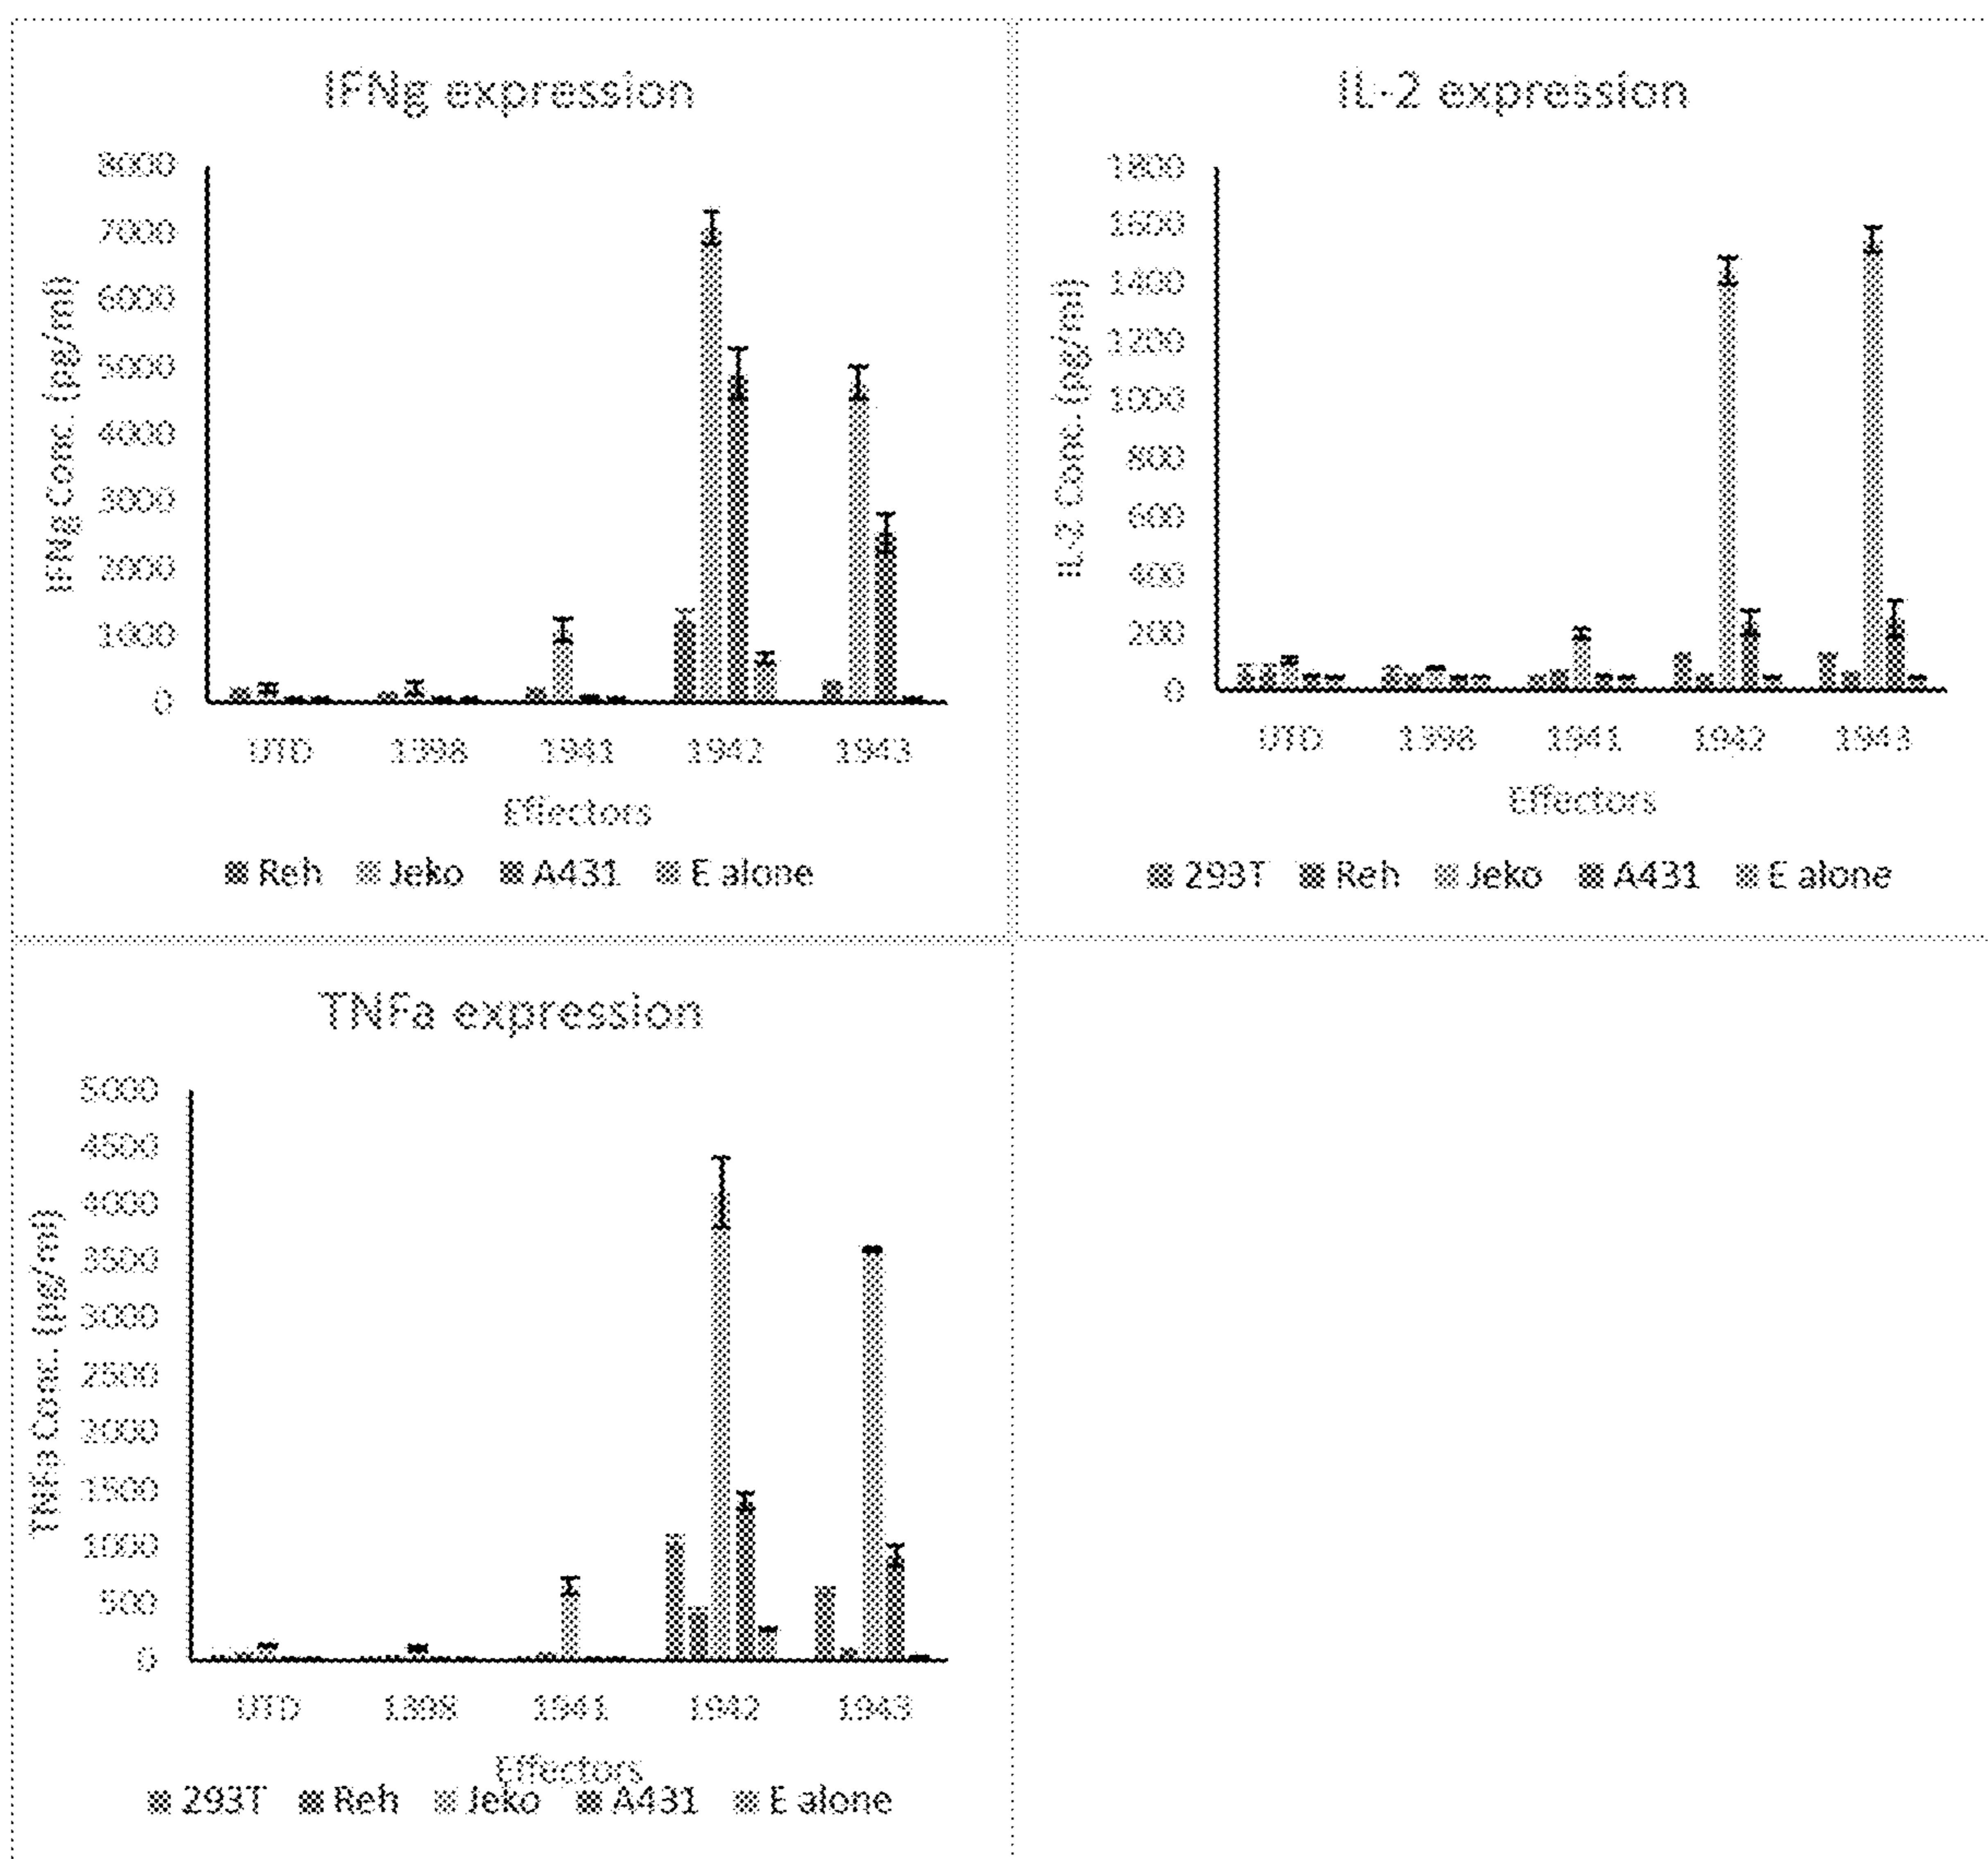 IFNg expression
IFNg Conc. (pg/ml)
8000
7000
6000
5000
4000
3000
2000
1000
0
UTD 1398 1941 1942 1943
Effectors
Reh Jeko A431 E alone
IL-2 expression
IL-2 Conc. (pg/ml)
1800
1600
1400
1200
1000
800
600
400
200
0
UTD 1398 1941 1942 1943
Effectors
293T Reh Jeko A431 E alone
TNFa expression
TNFa Conc. (pg/ml)
5000
4500
4000
3500
3000
2500
2000
1500
1000
500
0
UTD 1398 1941 1942 1943
Effectors
293T Reh Jeko A431 E alone